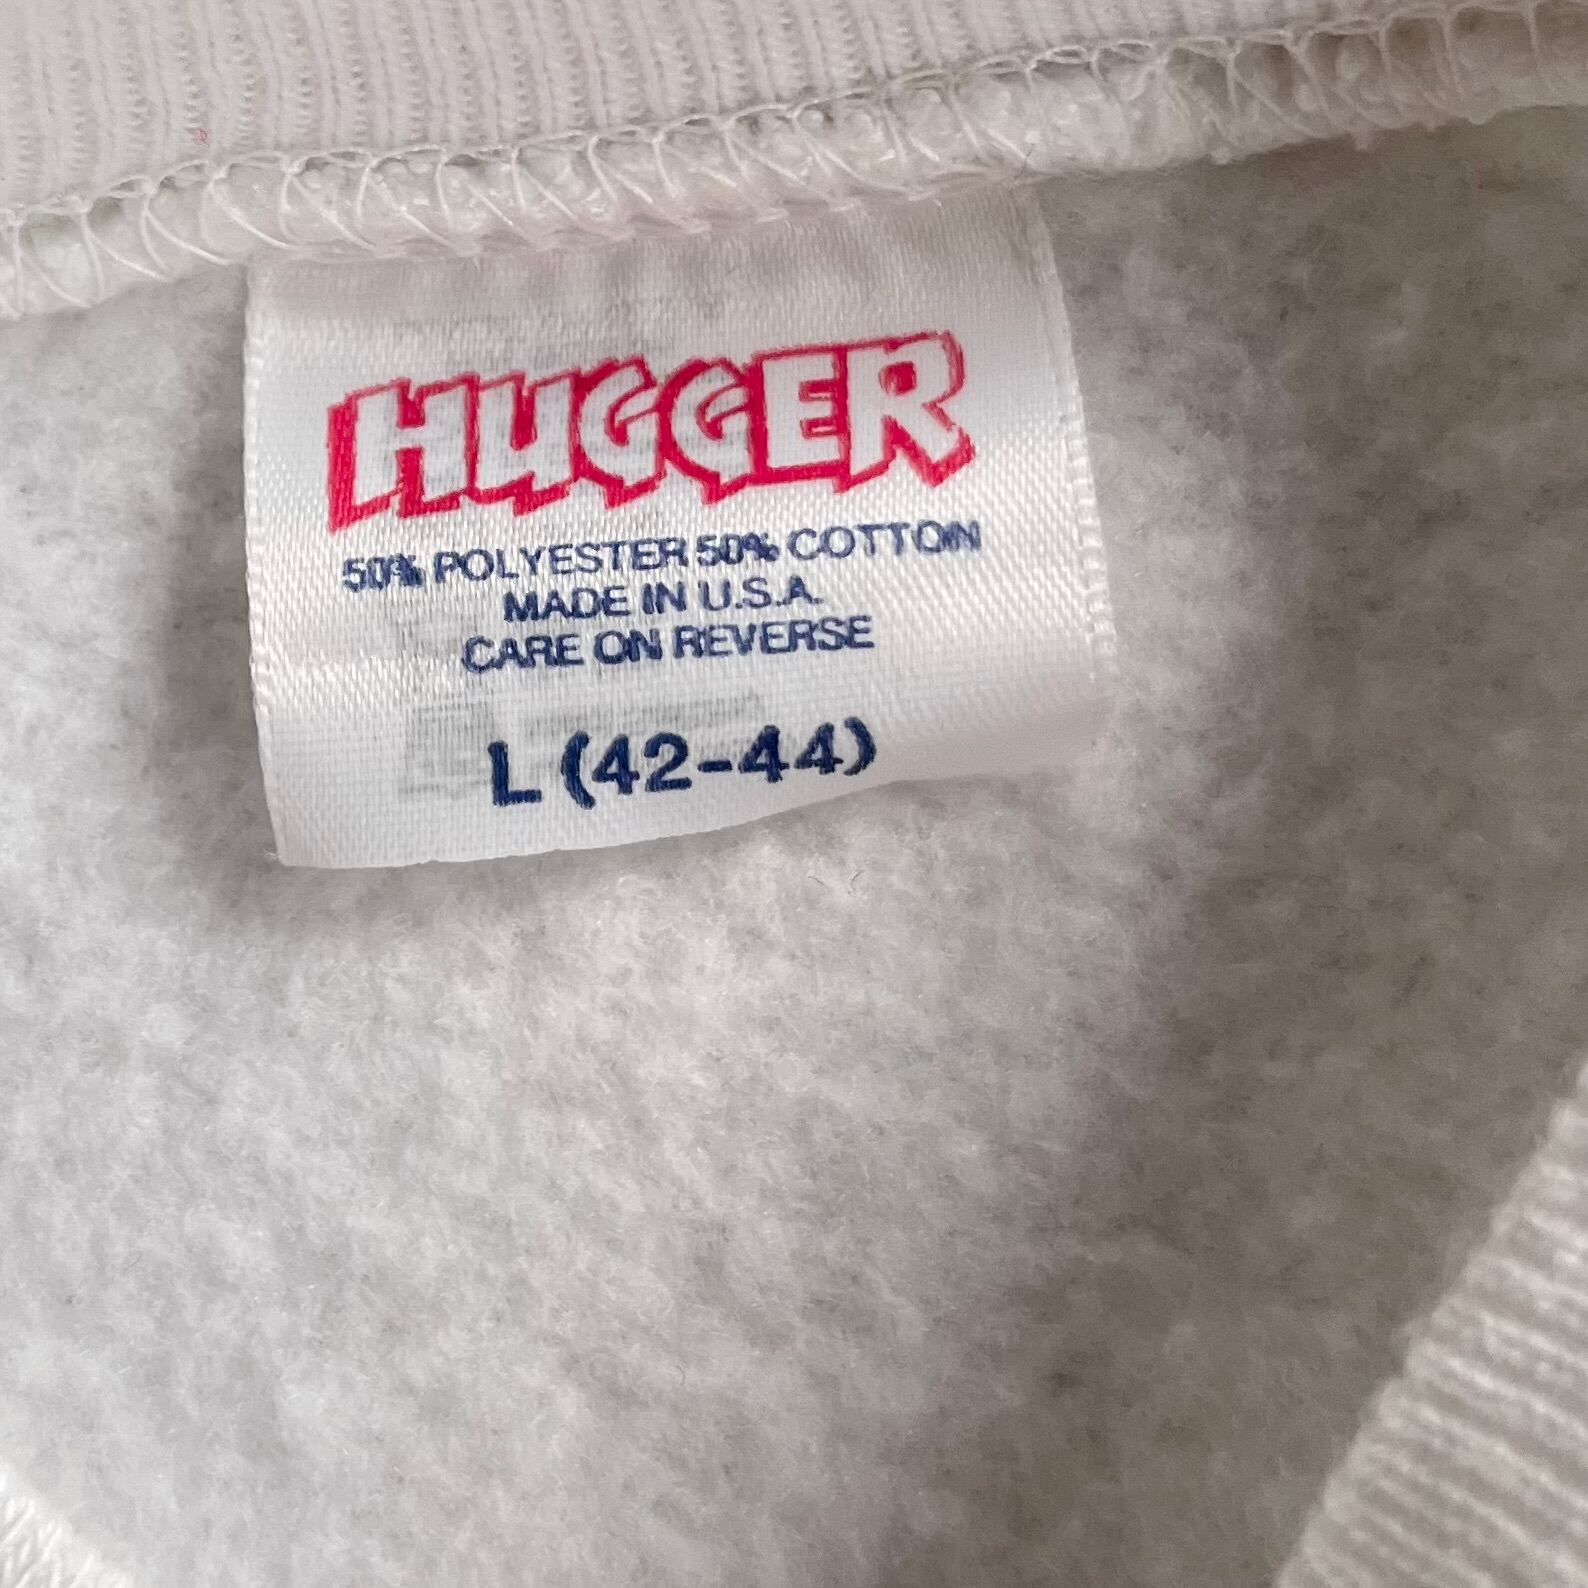 HUGGER
50% POLYESTER 50% COTTON
MADE IN U.S.A.
CARE ON REVERSE
L (42-44)